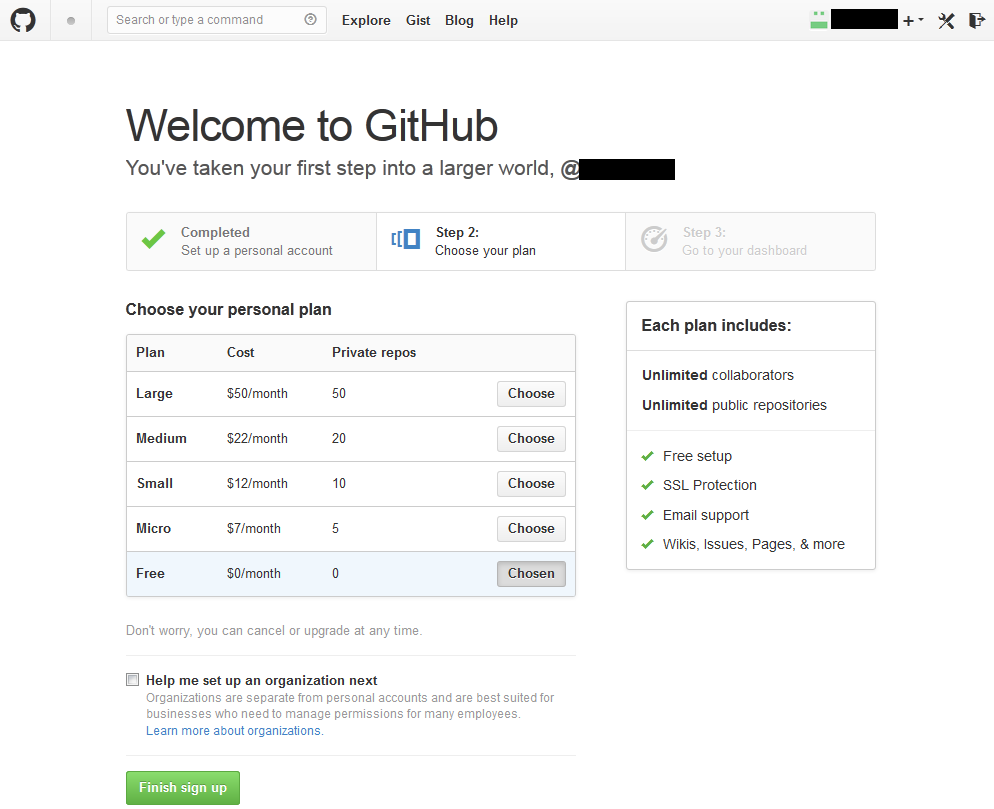 Search or type a command Explore Gist Blog Help
Welcome to GitHub
You've taken your first step into a larger world, @
Completed
Set up a personal account
Step 2:
Choose your plan
Step 3:
Go to your dashboard
Choose your personal plan
Plan Cost Private repos
Large $50/month 50 Choose
Medium $22/month 20 Choose
Small $12/month 10 Choose
Micro $7/month 5 Choose
Free $0/month 0 Chosen
Don't worry, you can cancel or upgrade at any time.
Help me set up an organization next
Organizations are separate from personal accounts and are best suited for
businesses who need to manage permissions for many employees.
Learn more about organizations.
Finish sign up
Each plan includes:
Unlimited collaborators
Unlimited public repositories
Free setup
SSL Protection
Email support
Wikis, Issues, Pages, & more